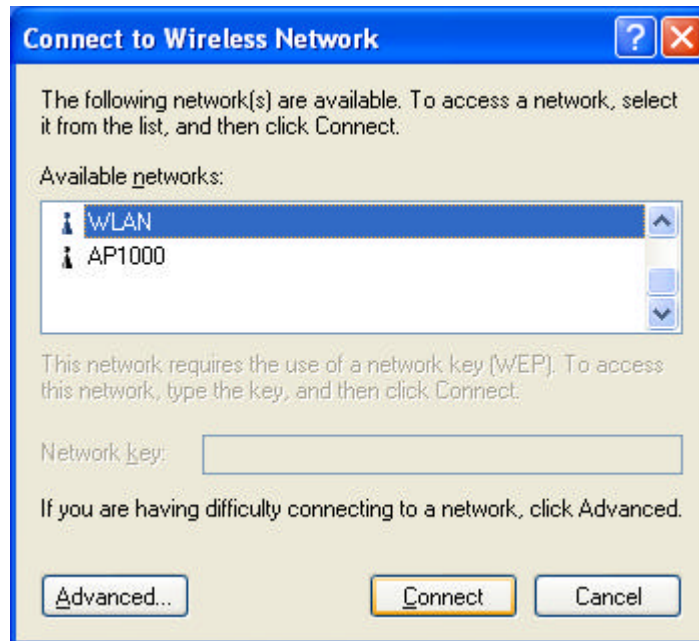 Connect to Wireless Network
The following network(s) are available. To access a network, select
it from the list, and then click Connect.
Available networks:
WLAN
AP1000
This network requires the use of a network key (WEP). To access
this network, type the key, and then click Connect.
Network key:
If you are having difficulty connecting to a network, click Advanced.
Advanced... Connect Cancel